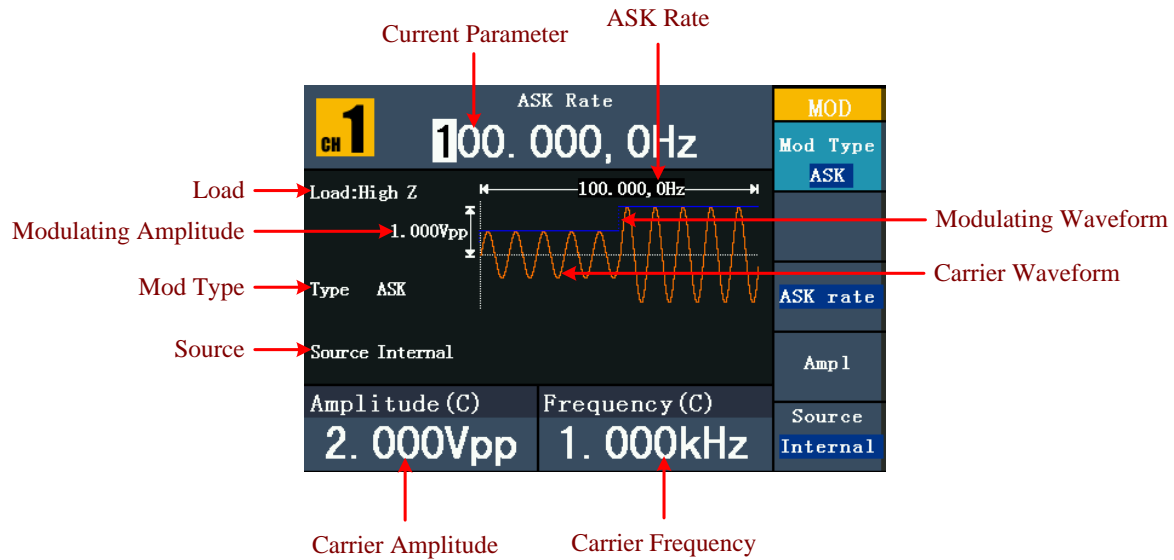 ASK Rate
Current Parameter
CH 1
ASK Rate
100.000,0Hz
MOD
Mod Type
ASK
Load
Load:High Z
100.000,0Hz
Modulating Amplitude
1.000Vpp
Modulating Waveform
Carrier Waveform
Mod Type
Type ASK
ASK rate
Source
Source Internal
Ampl
Amplitude(C)
Frequency(C)
2.000Vpp
1.000kHz
Source
Internal
Carrier Amplitude
Carrier Frequency